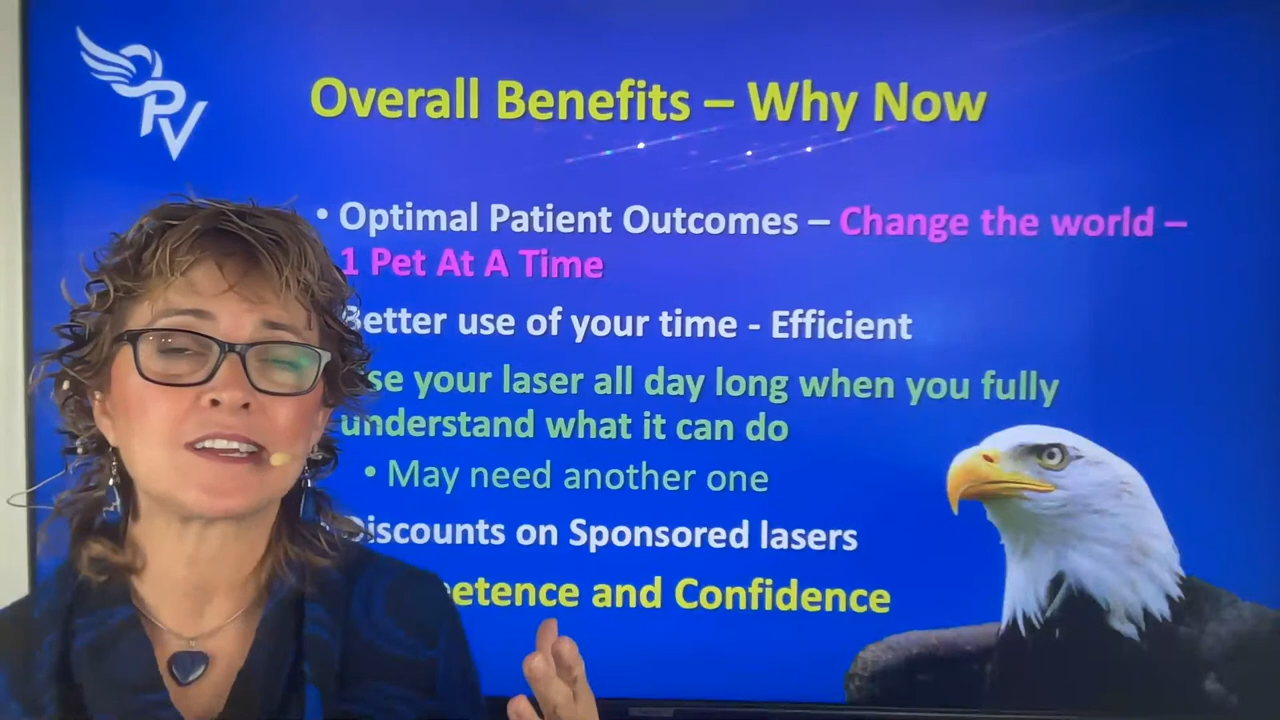 PV
Overall Benefits – Why Now
• Optimal Patient Outcomes – Change the world –
1 Pet At A Time
Better use of your time - Efficient
se your laser all day long when you fully
understand what it can do
• May need another one
Discounts on Sponsored lasers
etence and Confidence